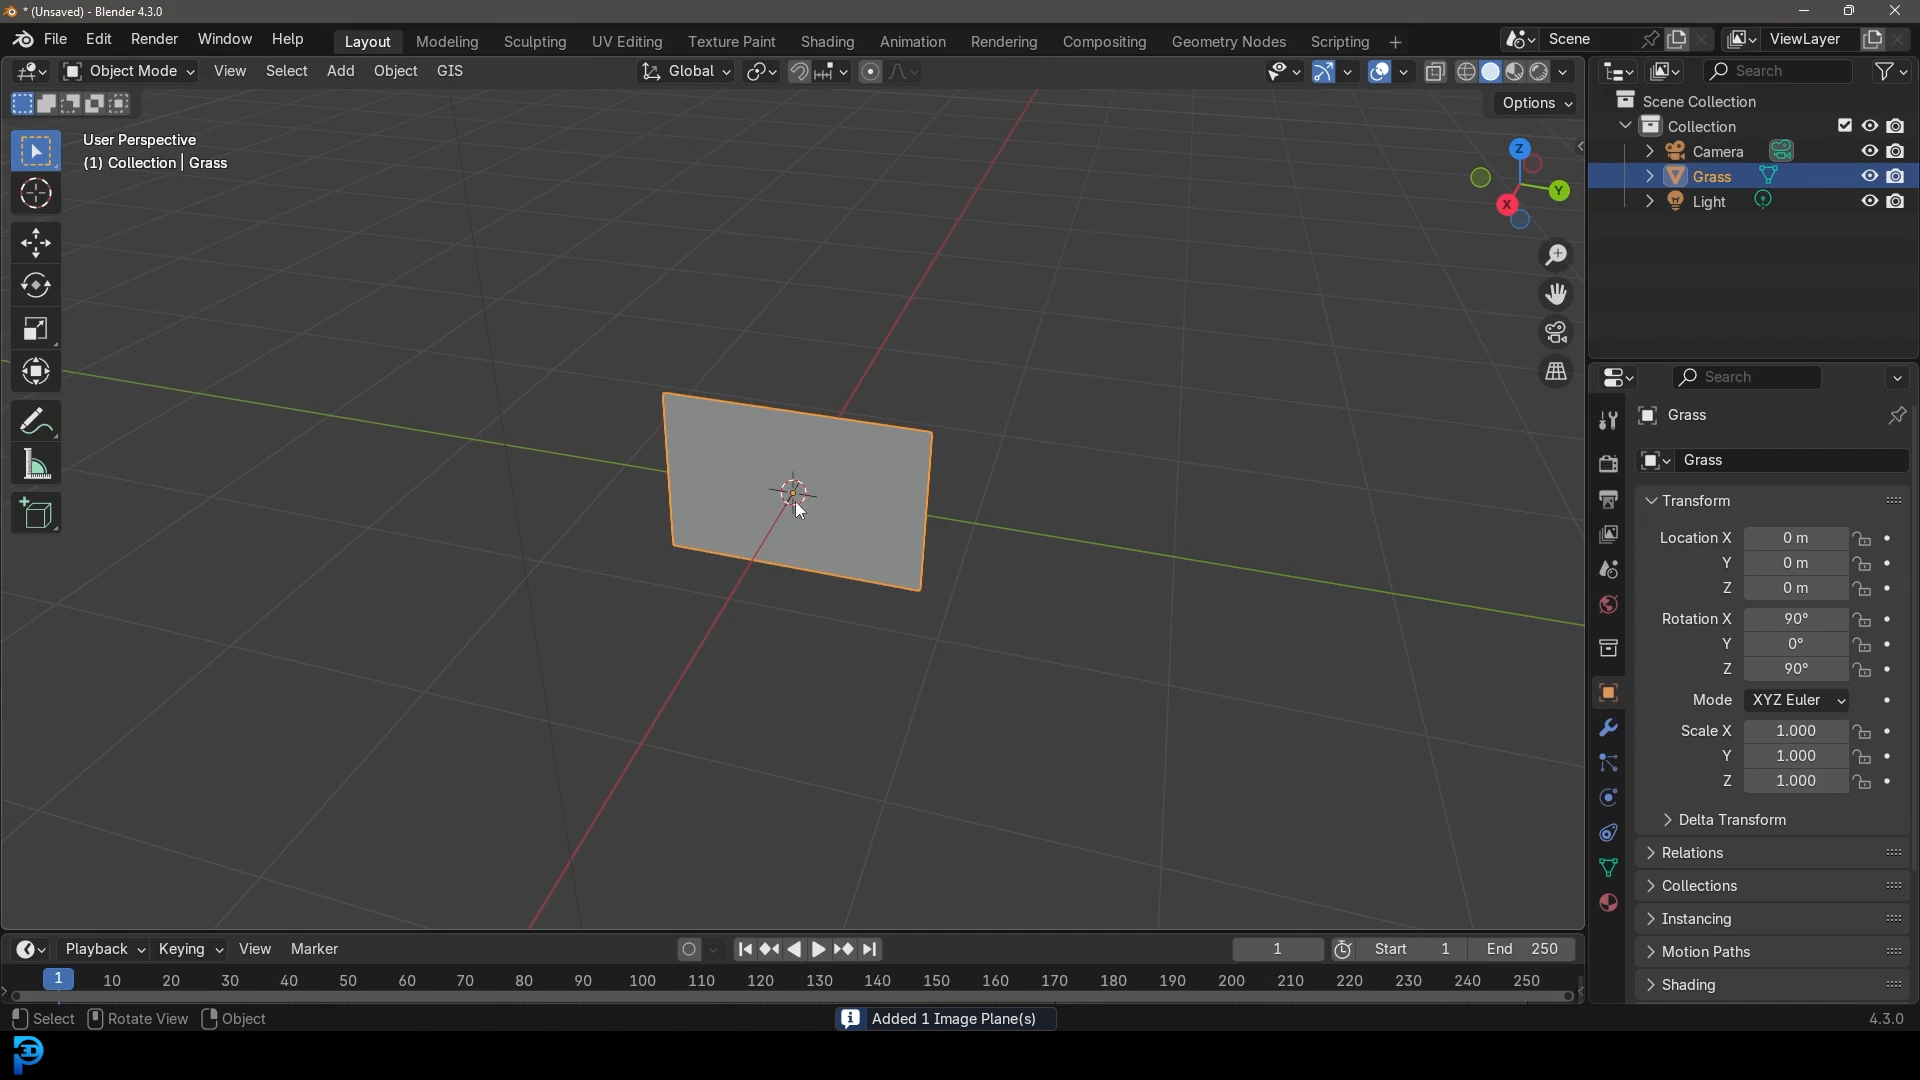 * (Unsaved) - Blender 4.3.0
File Edit Render Window Help Layout Modeling Sculpting UV Editing Texture Paint Shading Animation Rendering Compositing Geometry Nodes Scripting + Scene ViewLayer
Object Mode View Select Add Object GIS Global Search
Options
User Perspective
(1) Collection | Grass
Z
Y
X
Scene Collection
Collection
Camera
Grass
Light
Search
Grass
Grass
Transform
Location X 0 m
Y 0 m
Z 0 m
Rotation X 90°
Y 0°
Z 90°
Mode XYZ Euler
Scale X 1.000
Y 1.000
Z 1.000
Delta Transform
Relations
Collections
Instancing
Motion Paths
Shading
Playback Keying View Marker 1 Start 1 End 250
1 10 20 30 40 50 60 70 80 90 100 110 120 130 140 150 160 170 180 190 200 210 220 230 240 250
Select Rotate View Object Added 1 Image Plane(s) 4.3.0
3D